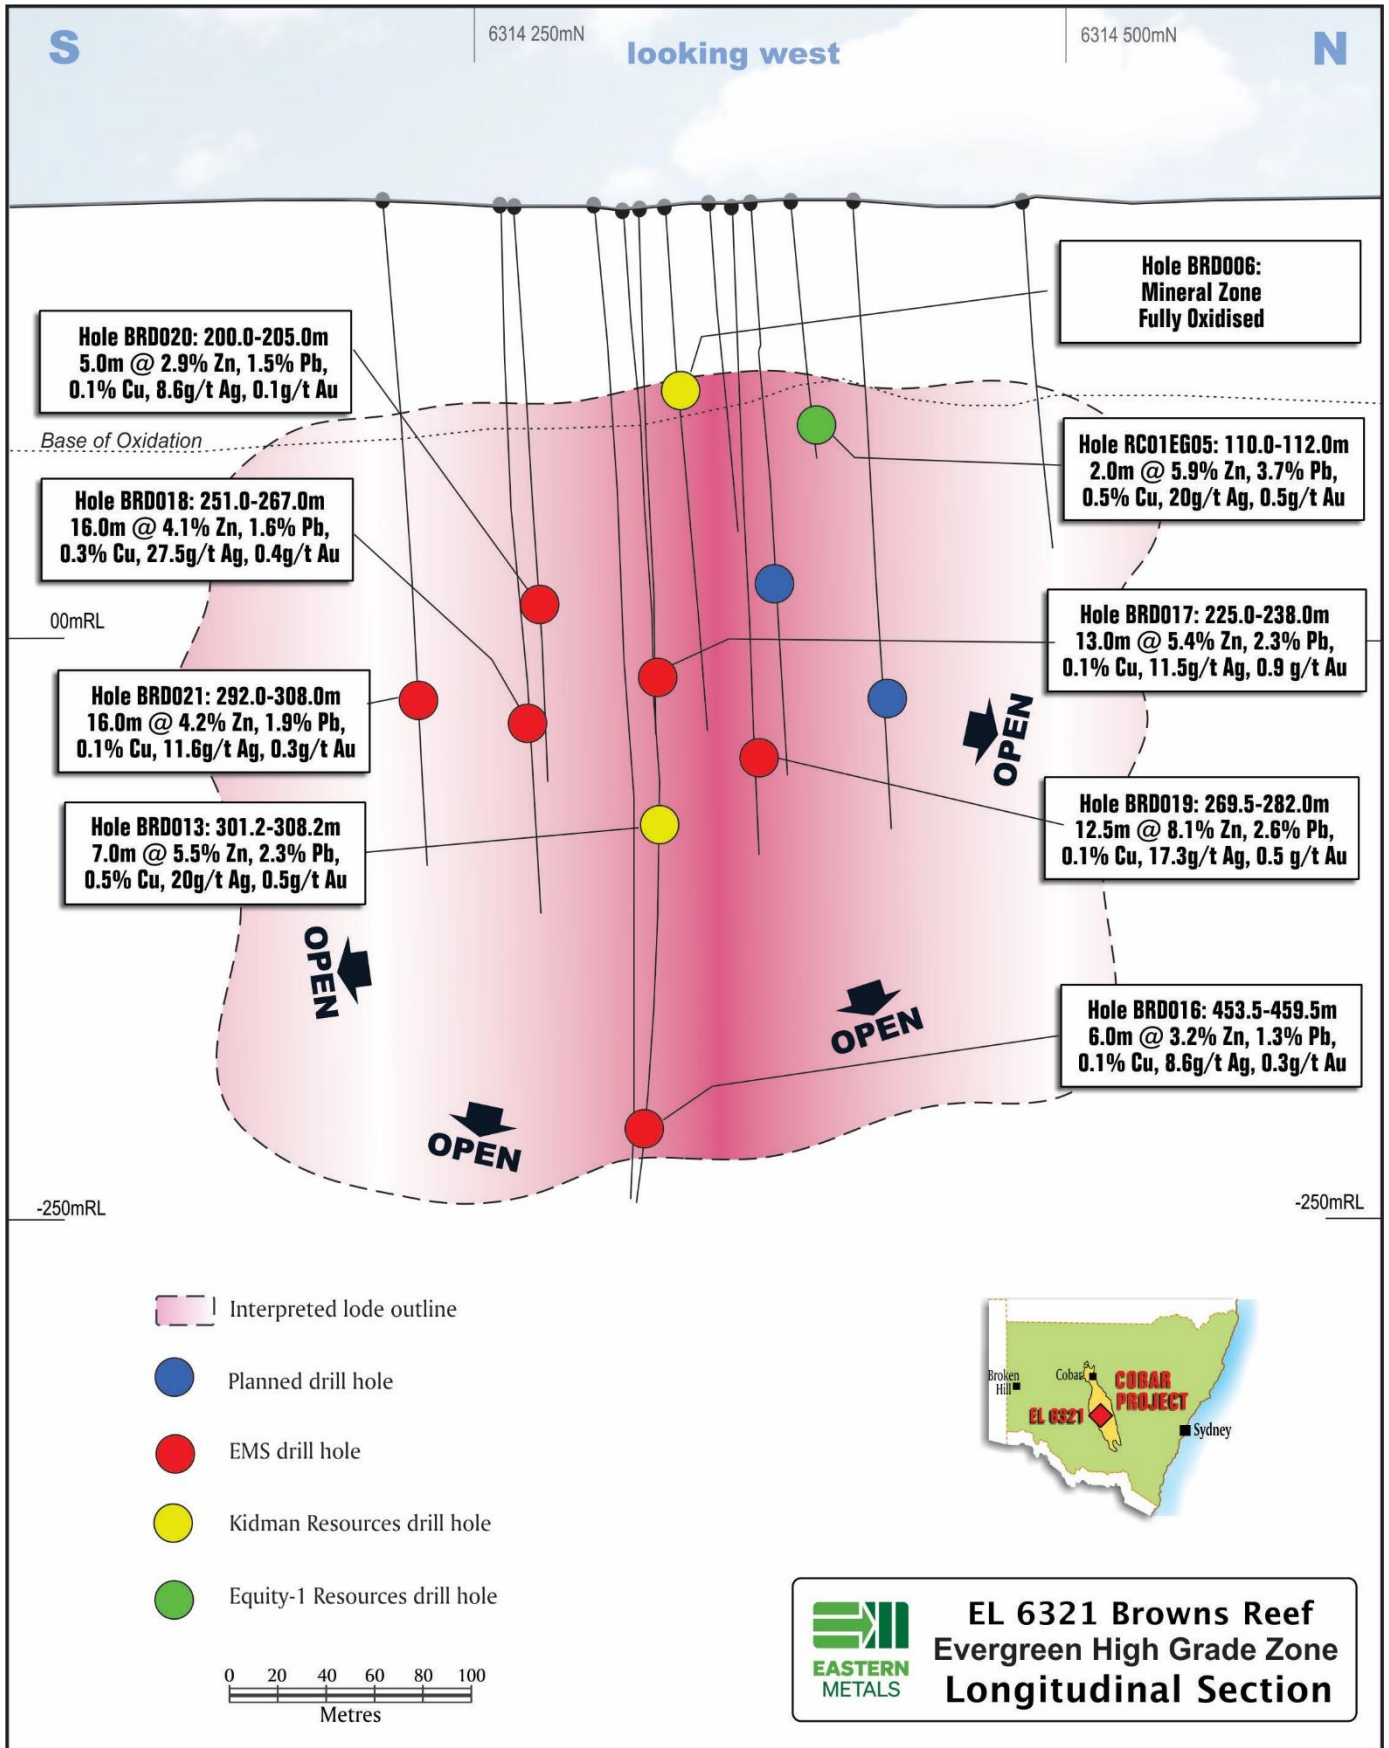 S
6314 250mN
looking west
6314 500mN
N
Hole BRD006:
Mineral Zone
Fully Oxidised
Hole BRD020: 200.0-205.0m
5.0m @ 2.9% Zn, 1.5% Pb,
0.1% Cu, 8.6g/t Ag, 0.1g/t Au
Base of Oxidation
Hole RC01EG05: 110.0-112.0m
2.0m @ 5.9% Zn, 3.7% Pb,
0.5% Cu, 20g/t Ag, 0.5g/t Au
Hole BRD018: 251.0-267.0m
16.0m @ 4.1% Zn, 1.6% Pb,
0.3% Cu, 27.5g/t Ag, 0.4g/t Au
00mRL
Hole BRD017: 225.0-238.0m
13.0m @ 5.4% Zn, 2.3% Pb,
0.1% Cu, 11.5g/t Ag, 0.9 g/t Au
Hole BRD021: 292.0-308.0m
16.0m @ 4.2% Zn, 1.9% Pb,
0.1% Cu, 11.6g/t Ag, 0.3g/t Au
OPEN
Hole BRD019: 269.5-282.0m
12.5m @ 8.1% Zn, 2.6% Pb,
0.1% Cu, 17.3g/t Ag, 0.5 g/t Au
Hole BRD013: 301.2-308.2m
7.0m @ 5.5% Zn, 2.3% Pb,
0.5% Cu, 20g/t Ag, 0.5g/t Au
OPEN
OPEN
Hole BRD016: 453.5-459.5m
6.0m @ 3.2% Zn, 1.3% Pb,
0.1% Cu, 8.6g/t Ag, 0.3g/t Au
OPEN
-250mRL
-250mRL
Interpreted lode outline
Planned drill hole
EMS drill hole
Kidman Resources drill hole
Equity-1 Resources drill hole
0 20 40 60 80 100
Metres
Broken
Hill
Cobar
COBAR
PROJECT
EL 6321
Sydney
EASTERN
METALS
EL 6321 Browns Reef
Evergreen High Grade Zone
Longitudinal Section